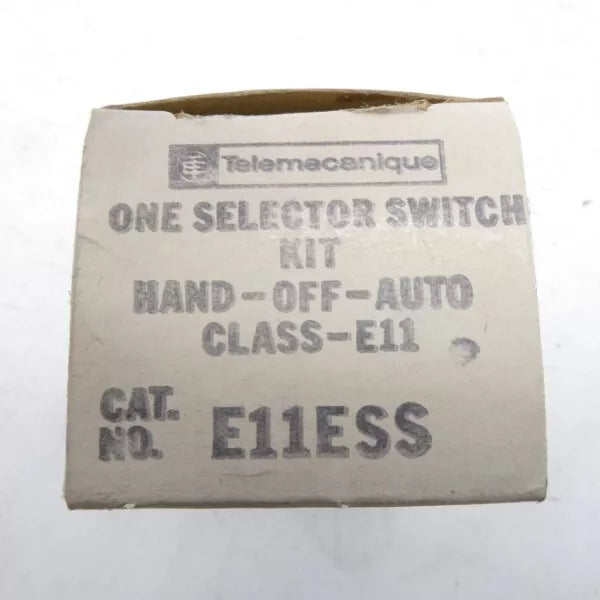 Telemecanique
ONE SELECTOR SWITCH
KIT
HAND-OFF-AUTO
CLASS-E11
CAT.
NO. E11ESS